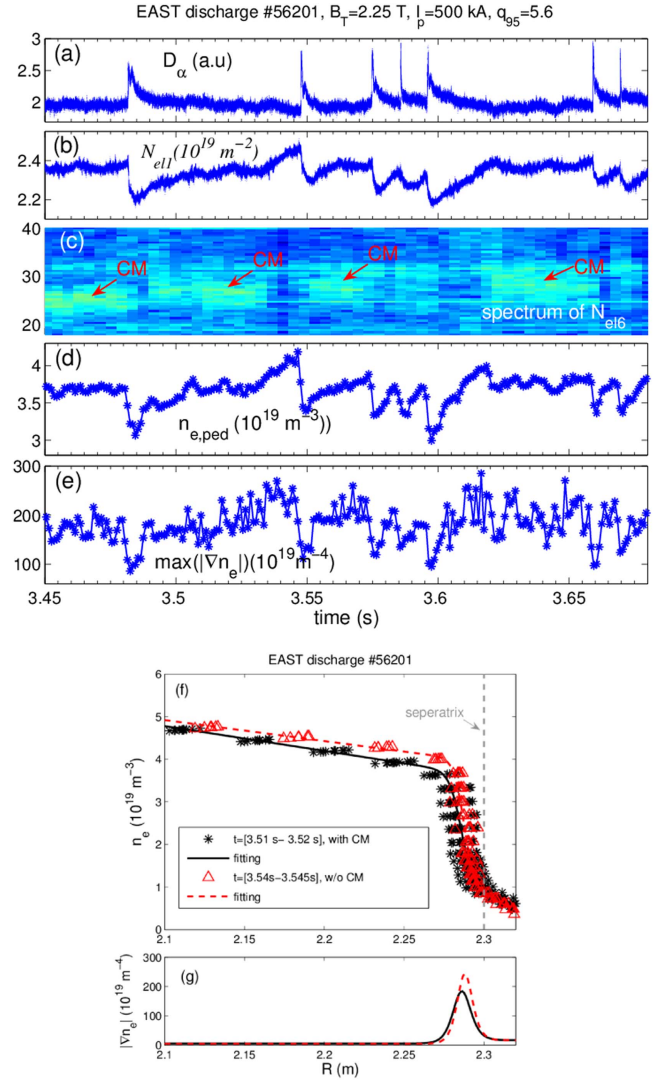 EAST discharge #56201, B_T=2.25 T, I_p=500 kA, q_95=5.6
3
2.5
2
(a)
D_α (a.u)
2.4
2.2
(b)
N_el1(10^19 m^-2)
40
30
20
(c)
CM
CM
CM
CM
spectrum of N_el6
4
3.5
3
(d)
n_e,ped (10^19 m^-3))
300
200
100
(e)
max(|∇n_e|)(10^19 m^-4)
3.45 3.5 3.55 3.6 3.65
time (s)
EAST discharge #56201
6
5
4
3
2
1
0
n_e (10^19 m^-3)
(f)
seperatrix
t=[3.51 s- 3.52 s], with CM
fitting
t=[3.54s-3.545s], w/o CM
fitting
2.1 2.15 2.2 2.25 2.3
300
200
100
0
|∇n_e| (10^19 m^-4)
(g)
2.1 2.15 2.2 2.25 2.3
R (m)